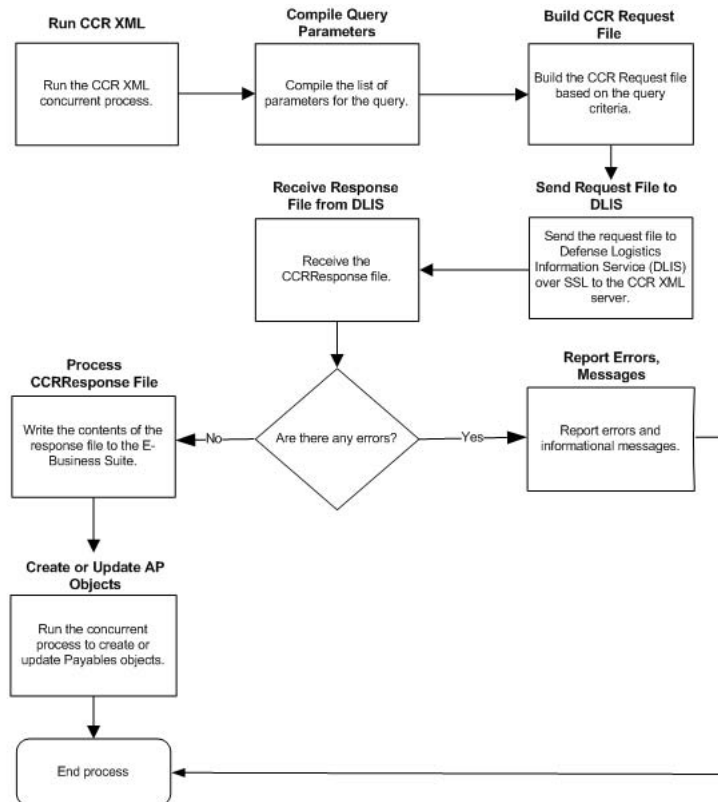 Run CCR XML
Run the CCR XML
concurrent process.
Compile Query
Parameters
Compile the list of
parameters for the query.
Build CCR Request
File
Build the CCR Request file
based on the query
criteria.
Receive Response
File from DLIS
Receive the
CCRResponse file.
Send Request File to
DLIS
Send the request file to
Defense Logistics
Information Service (DLIS)
over SSL to the CCR XML
server.
Process
CCRResponse File
Write the contents of the
response file to the E-
Business Suite.
No
Are there any errors?
Yes
Report Errors,
Messages
Report errors and
informational messages.
Create or Update AP
Objects
Run the concurrent
process to create or
update Payables objects.
End process